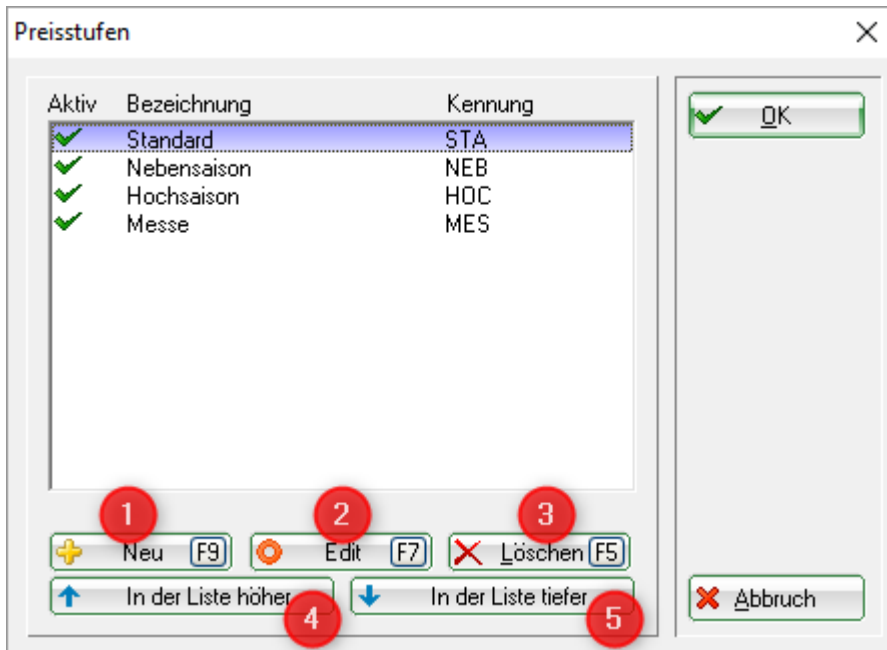 Preisstufen
Aktiv Bezeichnung Kennung
Standard STA
Nebensaison NEB
Hochsaison HOC
Messe MES
OK
1 2 3
Neu F9 Edit F7 Löschen F5
In der Liste höher 4 In der Liste tiefer 5
Abbruch